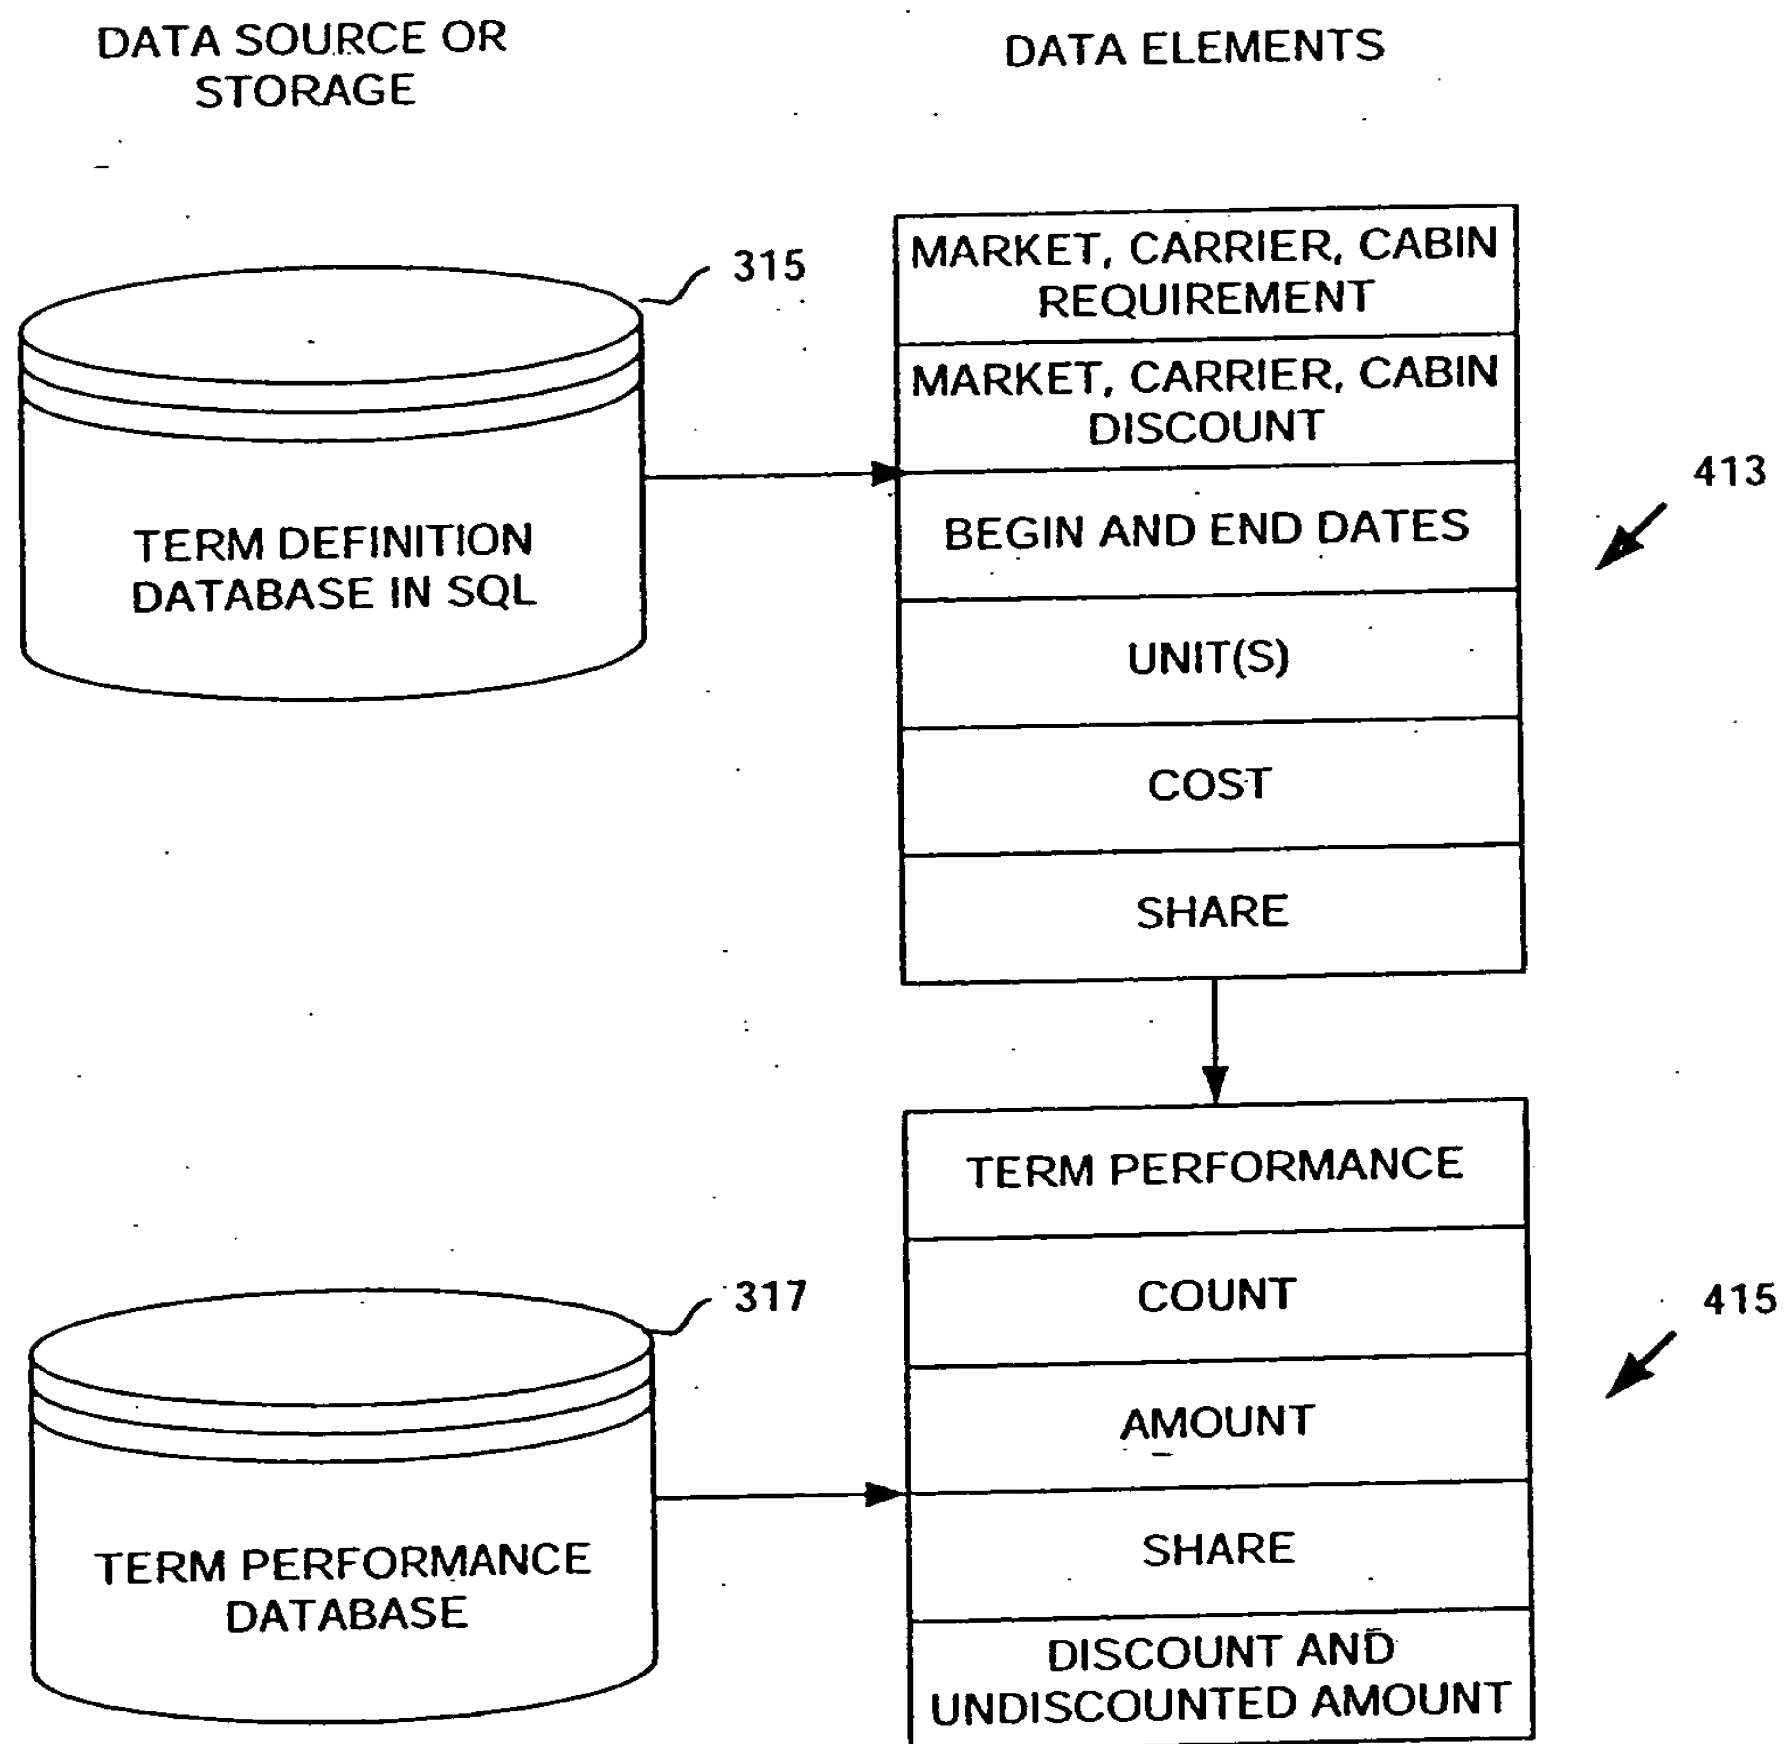 DATA SOURCE OR
STORAGE
DATA ELEMENTS
315
TERM DEFINITION
DATABASE IN SQL
MARKET, CARRIER, CABIN
REQUIREMENT
MARKET, CARRIER, CABIN
DISCOUNT
BEGIN AND END DATES
UNIT(S)
COST
SHARE
413
317
TERM PERFORMANCE
DATABASE
TERM PERFORMANCE
COUNT
AMOUNT
SHARE
DISCOUNT AND
UNDISCOUNTED AMOUNT
415